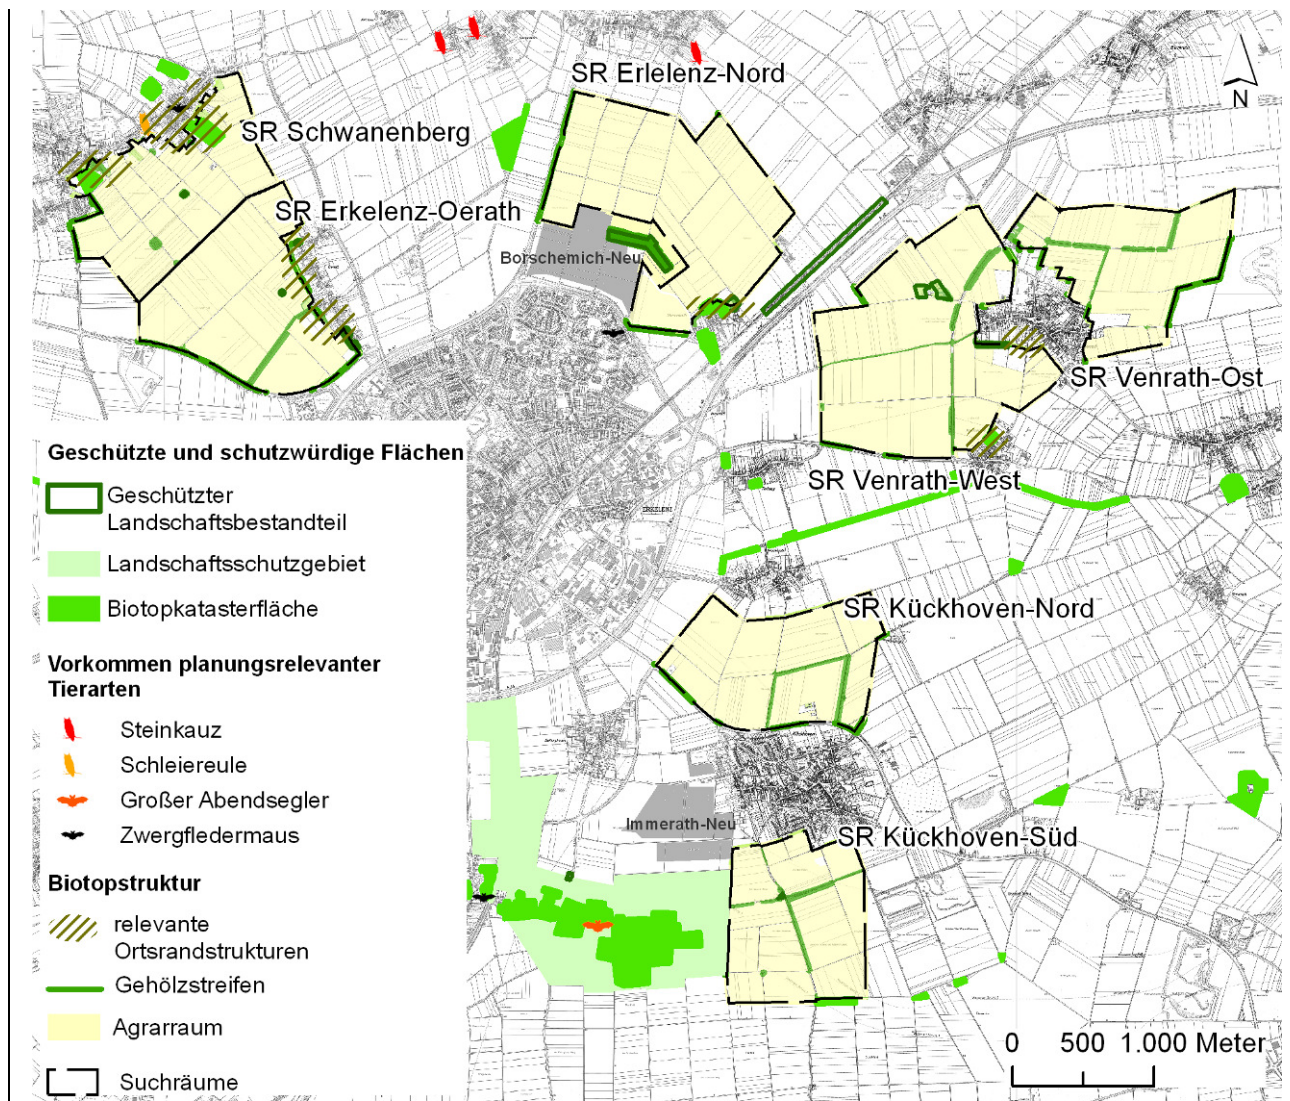 SR Erlelenz-Nord
N
SR Schwanenberg
SR Erkelenz-Oerath
Borschemich-Neu
SR Venrath-Ost
SR Venrath-West
ERKELENZ
SR Kückhoven-Nord
Immerath-Neu
SR Kückhoven-Süd
Geschützte und schutzwürdige Flächen
Geschützter
Landschaftsbestandteil
Landschaftsschutzgebiet
Biotopkatasterfläche
Vorkommen planungsrelevanter
Tierarten
Steinkauz
Schleiereule
Großer Abendsegler
Zwergfledermaus
Biotopstruktur
relevante
Ortsrandstrukturen
Gehölzstreifen
Agrarraum
Suchräume
0 500 1.000 Meter